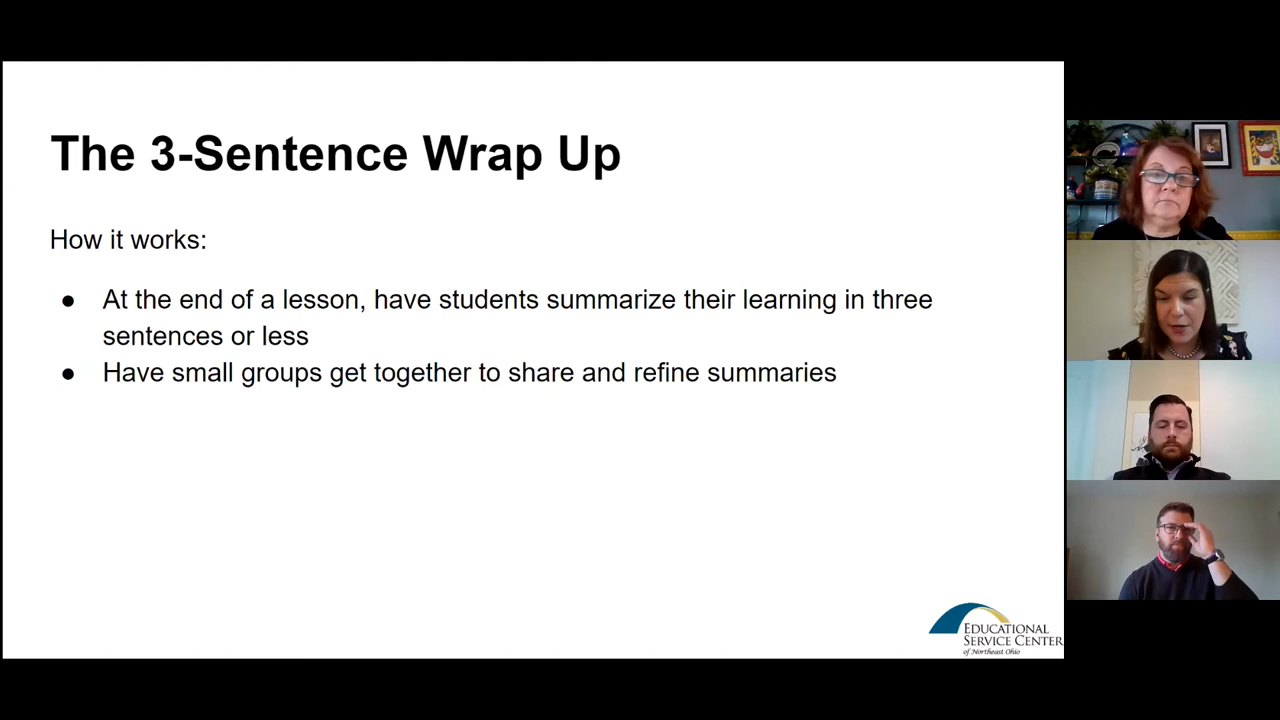 The 3-Sentence Wrap Up
How it works:
● At the end of a lesson, have students summarize their learning in three
sentences or less
● Have small groups get together to share and refine summaries
EDUCATIONAL
SERVICE CENTER
of Northeast Ohio